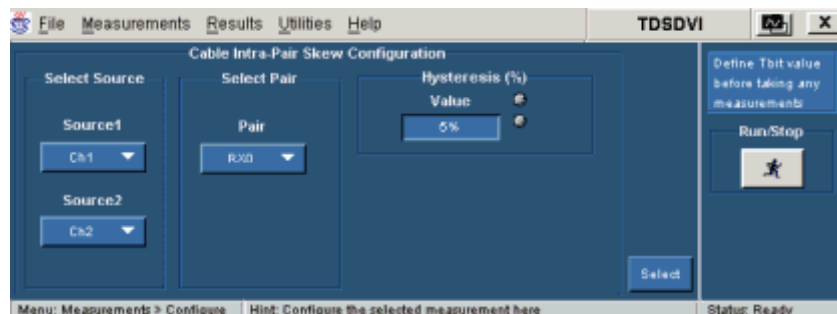 File Measurements Results Utilities Help TDSDVI X
Cable Intra-Pair Skew Configuration
Select Source
Source1
Ch1
Source2
Ch2
Select Pair
Pair
RX0
Hysteresis (%)
Value
5%
Select
Define Tbit value
before taking any
measurements
Run/Stop
Menu: Measurements > Configure Hint: Configure the selected measurement here Status: Ready